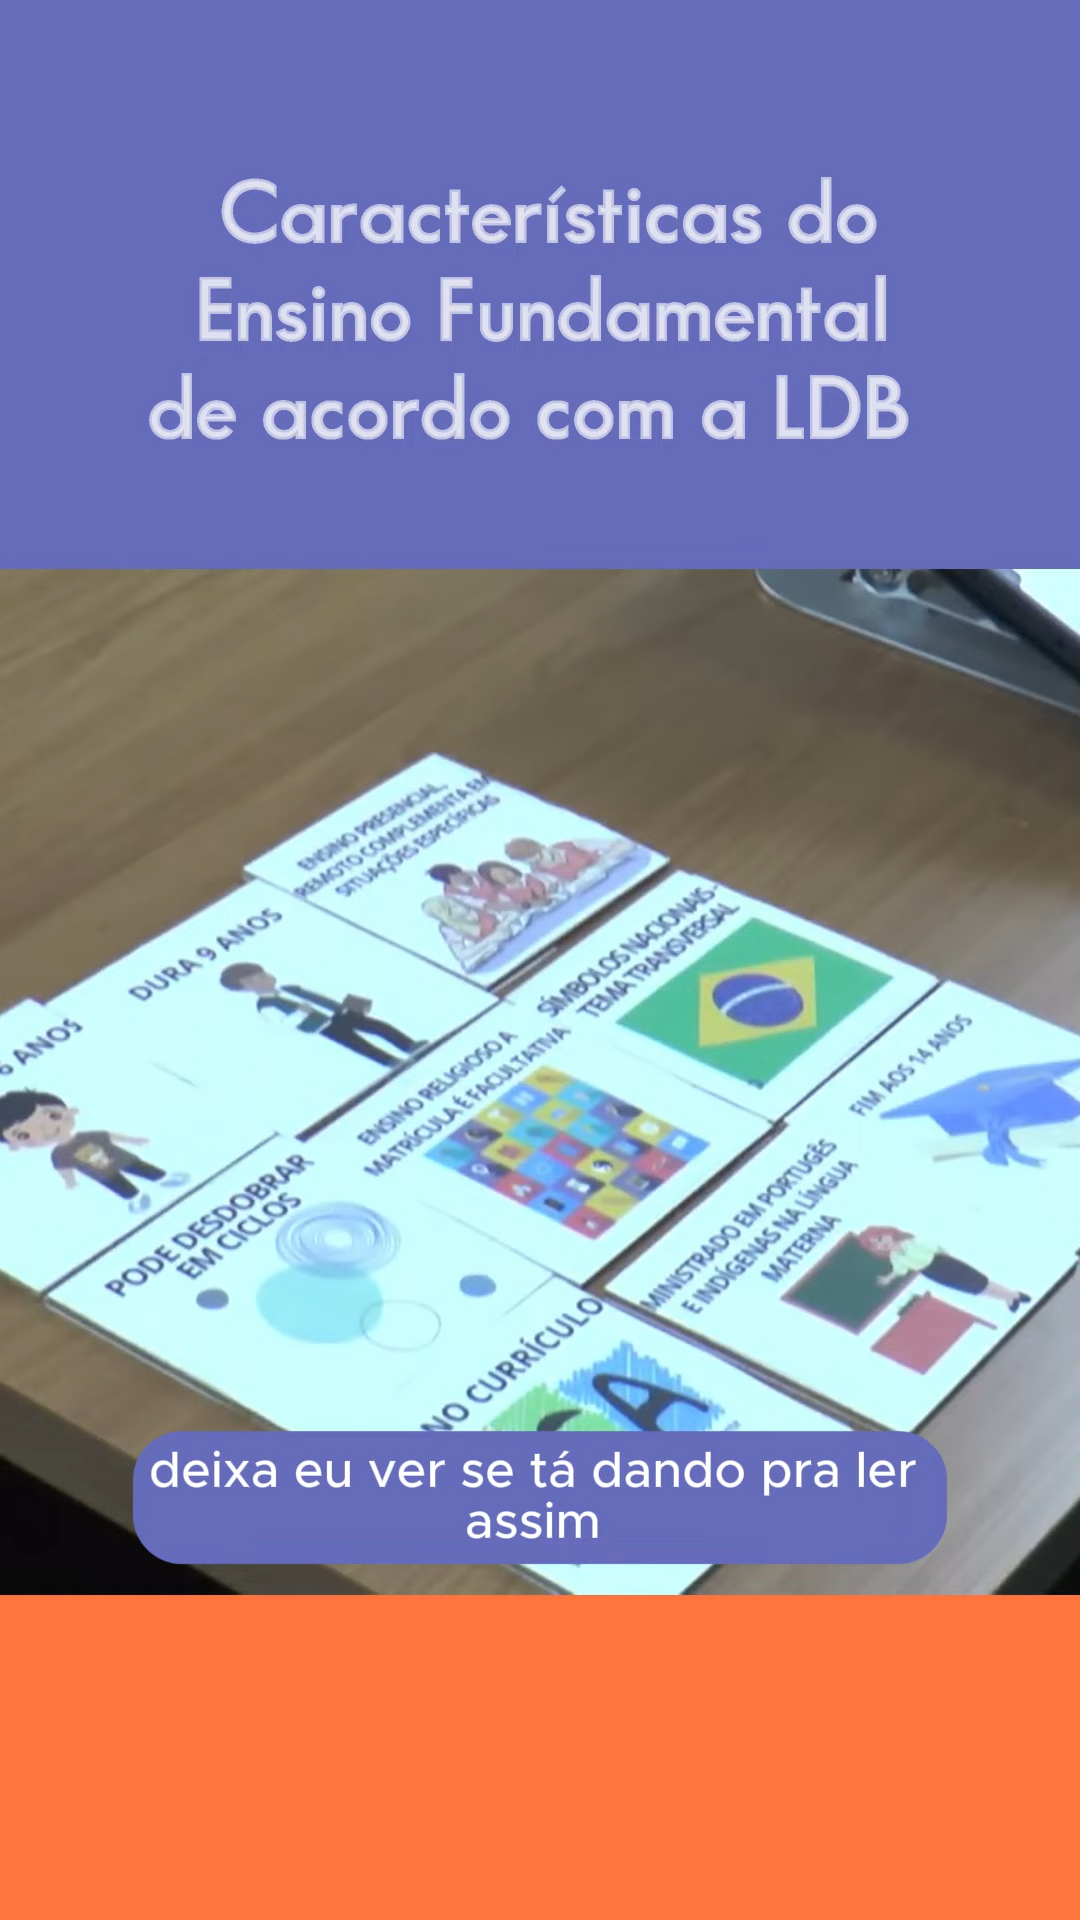 Características do
Ensino Fundamental
de acordo com a LDB
ENSINO PRESENCIAL,
REMOTO COMPLEMENTA EM
SITUAÇÕES ESPECÍFICAS
DURA 9 ANOS
SÍMBOLOS NACIONAIS-
TEMA TRANSVERSAL
6 ANOS
ENSINO RELIGIOSO A
MATRÍCULA É FACULTATIVA
FIM AOS 14 ANOS
PODE DESDOBRAR
EM CICLOS
MINISTRADO EM PORTUGÊS
E INDÍGENAS NA LÍNGUA
MATERNA
NO CURRÍCULO
A
deixa eu ver se tá dando pra ler
assim